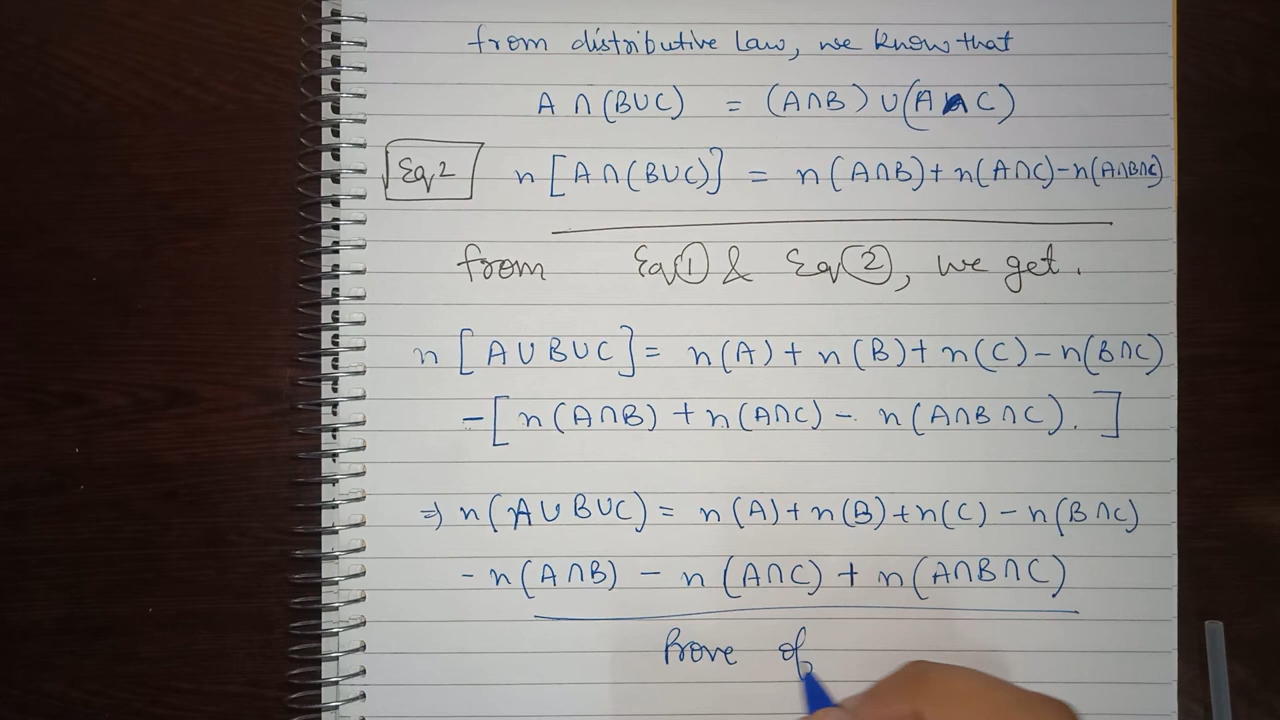 from distributive law, we know that
A ∩ (B∪C) = (A∩B) ∪ (A∩C)
Eq 2 n [A∩(B∪C)] = n(A∩B)+n(A∩C)-n(A∩B∩C)
from Eq ① & Eq ②, we get.
n [A∪B∪C] = n(A)+n(B)+n(C)-n(B∩C)
-[n(A∩B)+n(A∩C)-n(A∩B∩C).]
⇒ n(A∪B∪C) = n(A)+n(B)+n(C)-n(B∩C)
-n(A∩B)-n(A∩C)+n(A∩B∩C)
Prove of